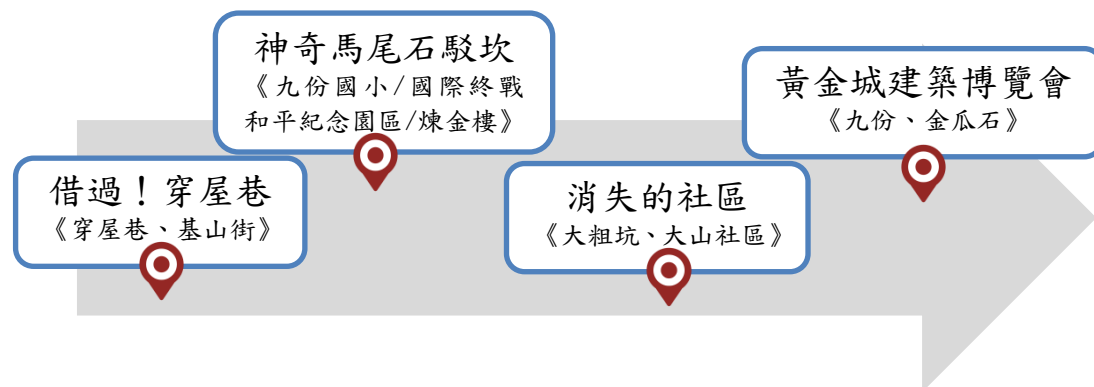 借過！穿屋巷
《穿屋巷、基山街》
神奇馬尾石駁坎
《九份國小/國際終戰
和平紀念園區/煉金樓》
消失的社區
《大粗坑、大山社區》
黃金城建築博覽會
《九份、金瓜石》